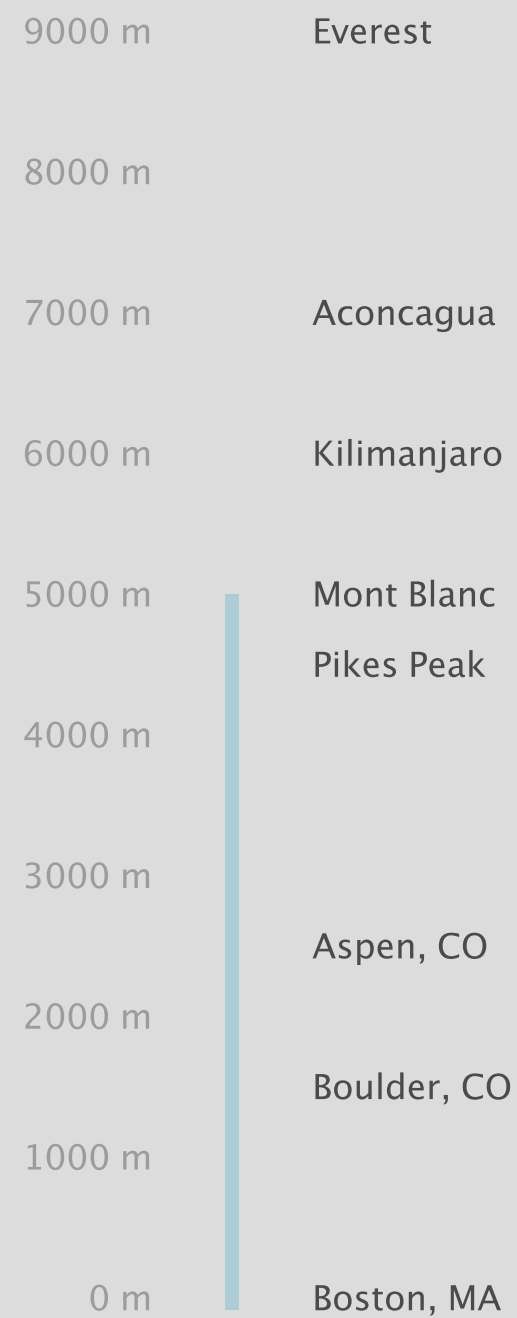 9000 m Everest
8000 m
7000 m Aconcagua
6000 m Kilimanjaro
5000 m Mont Blanc
Pikes Peak
4000 m
3000 m
Aspen, CO
2000 m
Boulder, CO
1000 m
0 m Boston, MA